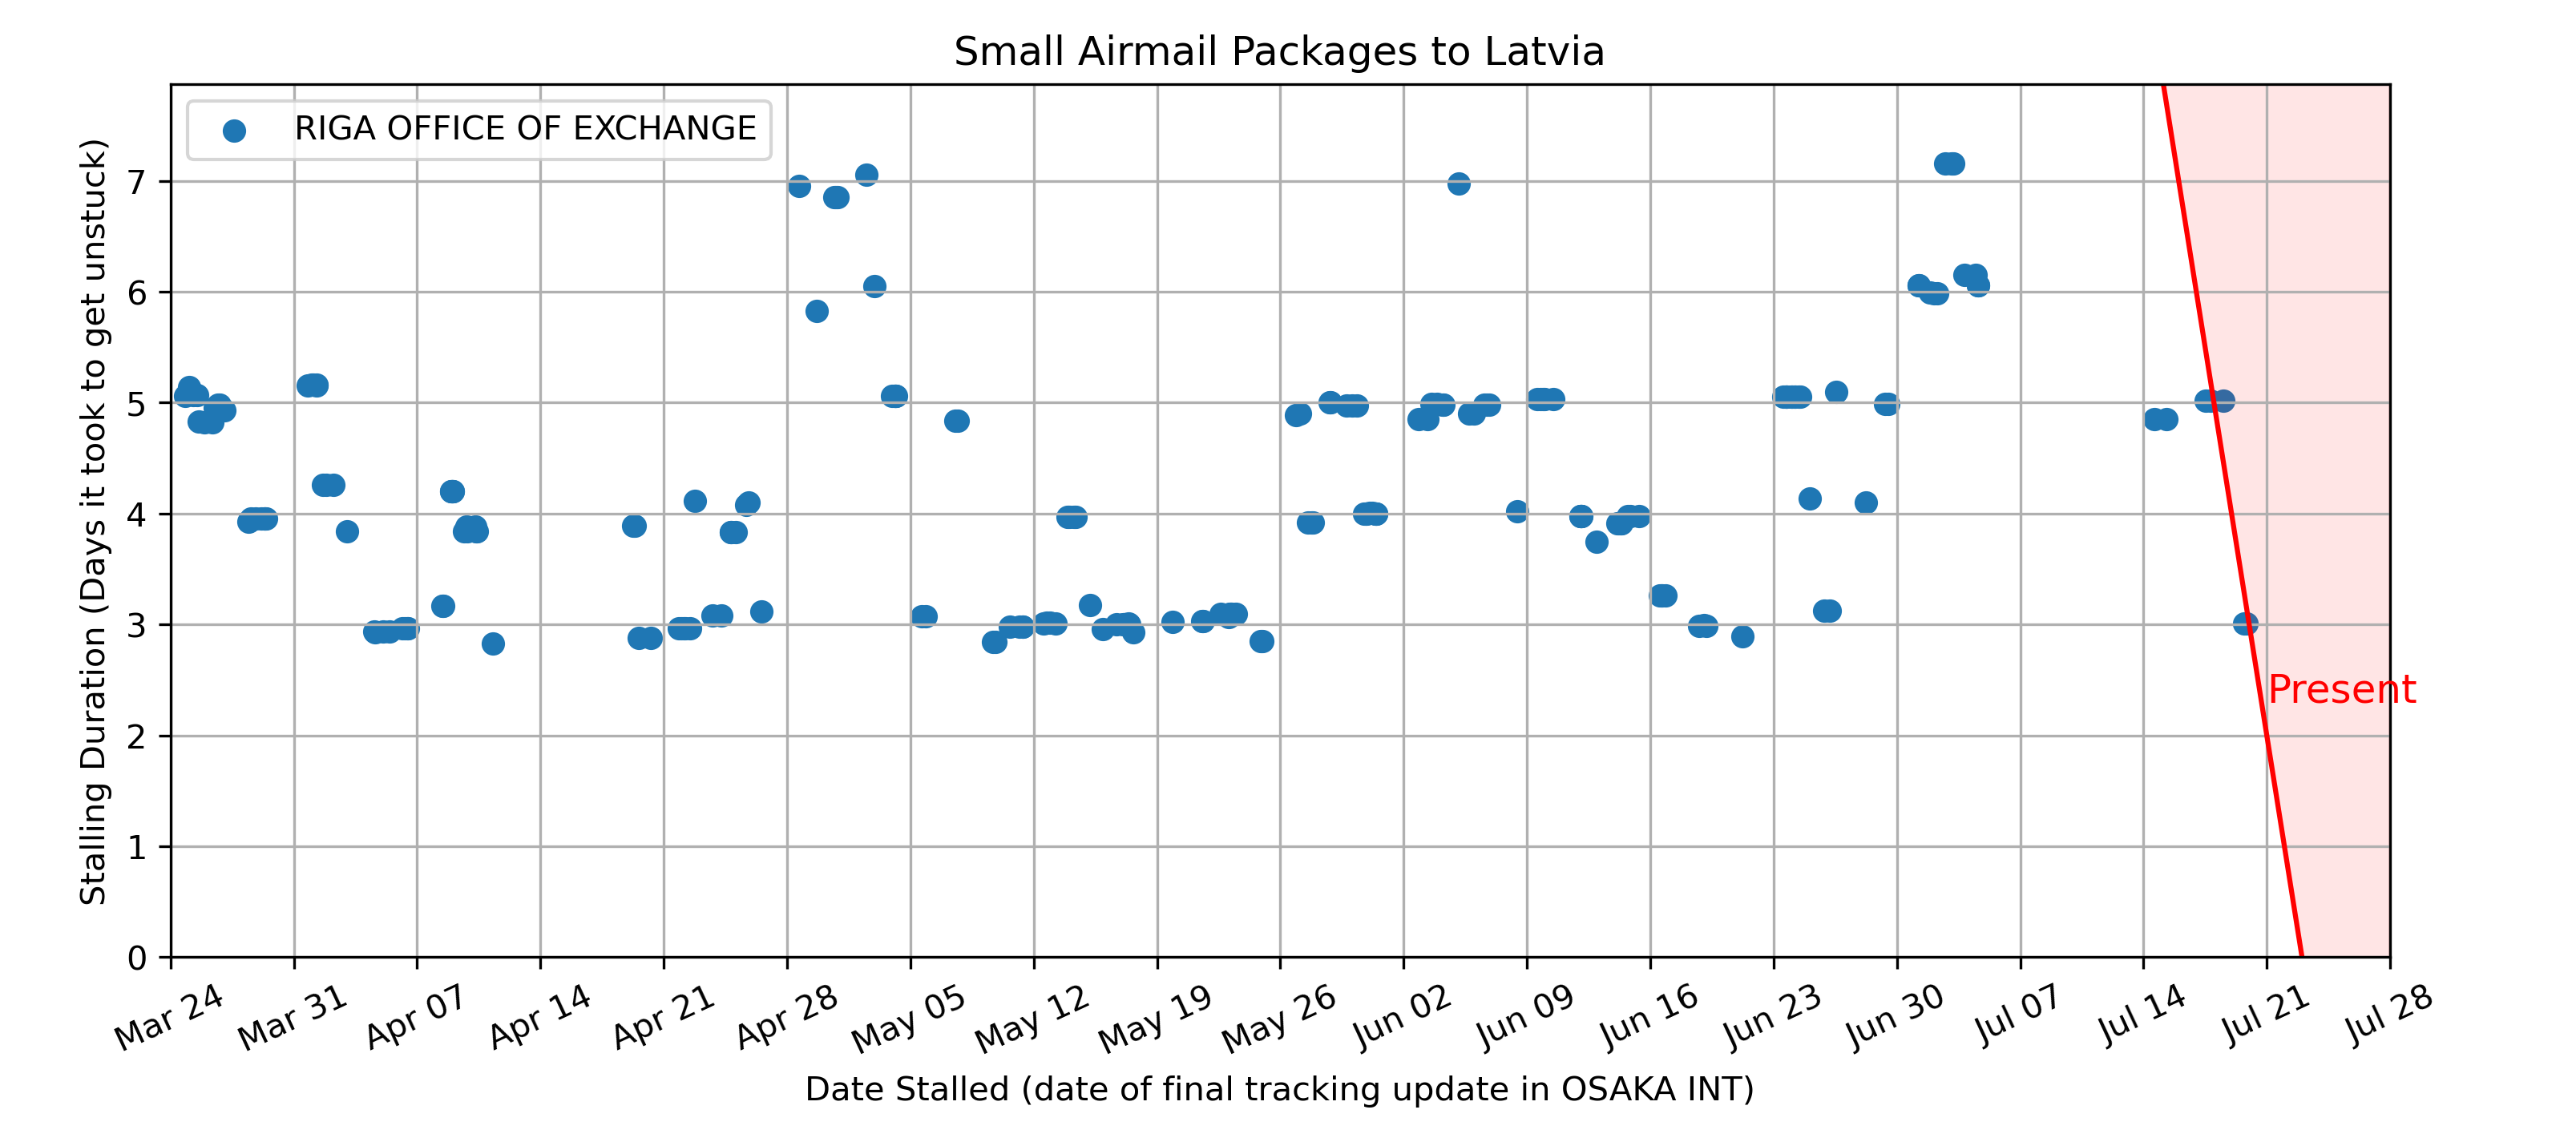 Small Airmail Packages to Latvia
RIGA OFFICE OF EXCHANGE
Stalling Duration (Days it took to get unstuck)
7
6
5
4
3
2
1
0
Present
Mar 24 Mar 31 Apr 07 Apr 14 Apr 21 Apr 28 May 05 May 12 May 19 May 26 Jun 02 Jun 09 Jun 16 Jun 23 Jun 30 Jul 07 Jul 14 Jul 21 Jul 28
Date Stalled (date of final tracking update in OSAKA INT)